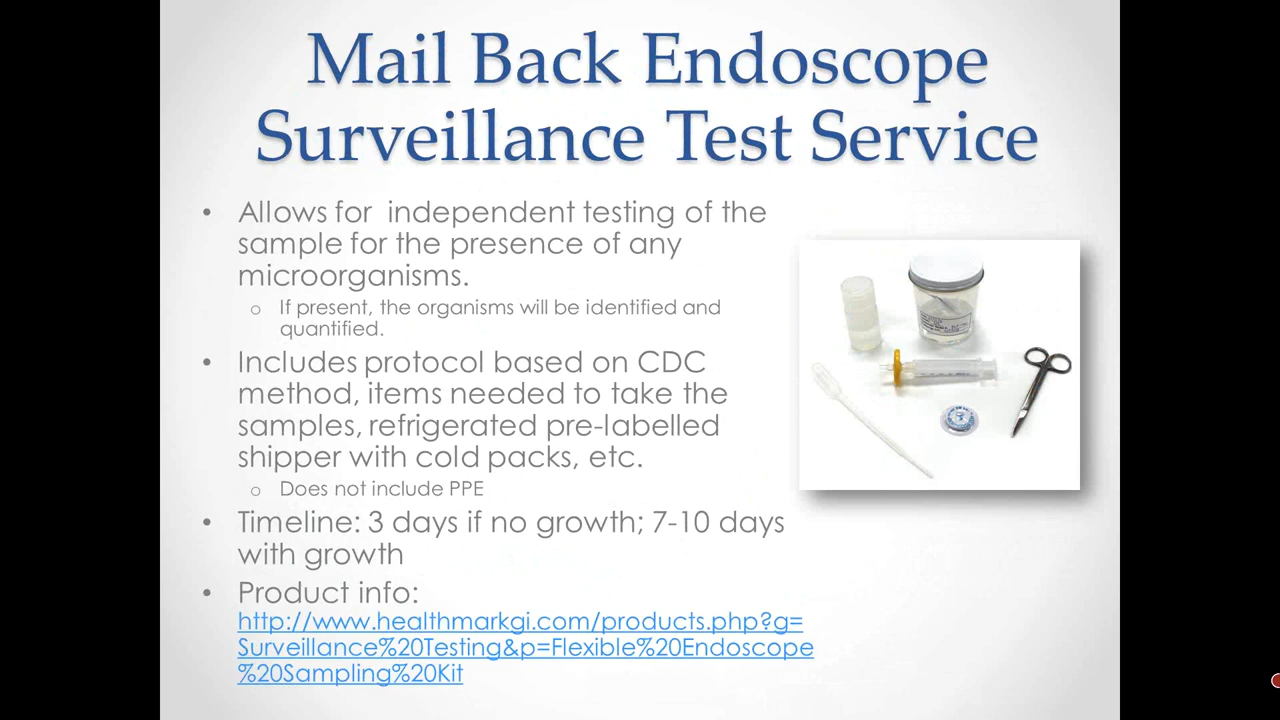 Mail Back Endoscope
Surveillance Test Service
• Allows for independent testing of the
sample for the presence of any
microorganisms.
o If present, the organisms will be identified and
quantified.
• Includes protocol based on CDC
method, items needed to take the
samples, refrigerated pre-labelled
shipper with cold packs, etc.
o Does not include PPE
• Timeline: 3 days if no growth; 7-10 days
with growth
• Product info:
http://www.healthmarkgi.com/products.php?g=
Surveillance%20Testing&p=Flexible%20Endoscope
%20Sampling%20Kit